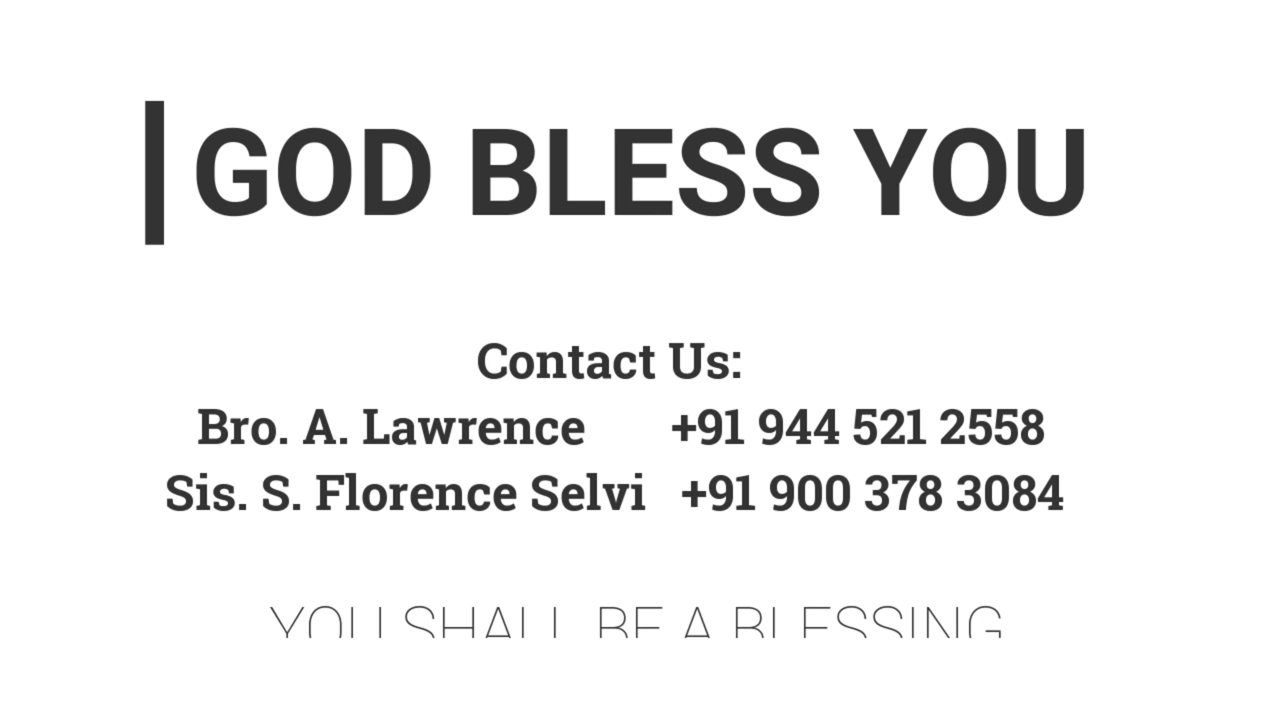 GOD BLESS YOU
Contact Us:
Bro. A. Lawrence +91 944 521 2558
Sis. S. Florence Selvi +91 900 378 3084
YOU SHALL BE A BLESSING